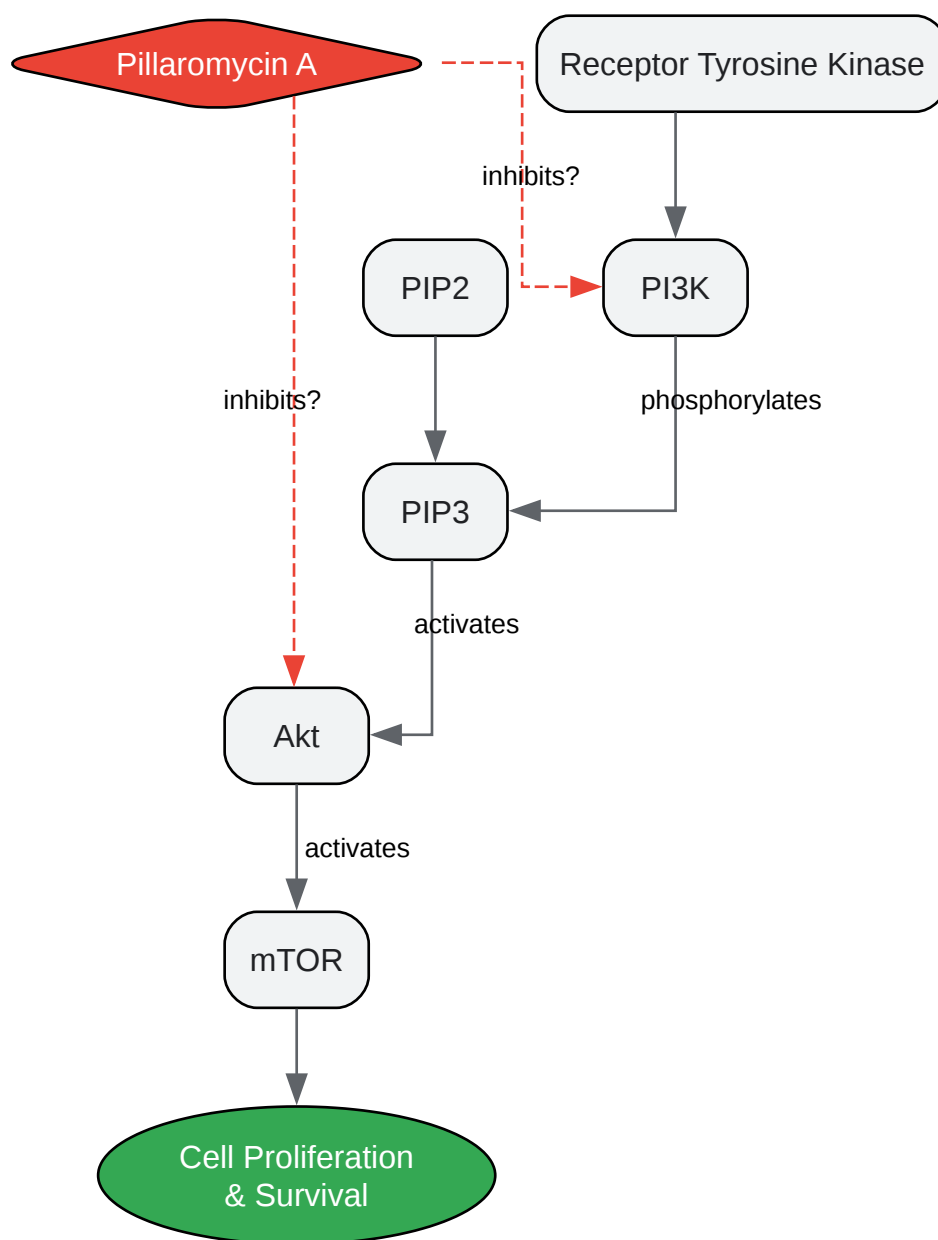 Pillaromycin A
Receptor Tyrosine Kinase
inhibits?
PIP2
PI3K
inhibits?
phosphorylates
PIP3
activates
Akt
activates
mTOR
Cell Proliferation
& Survival